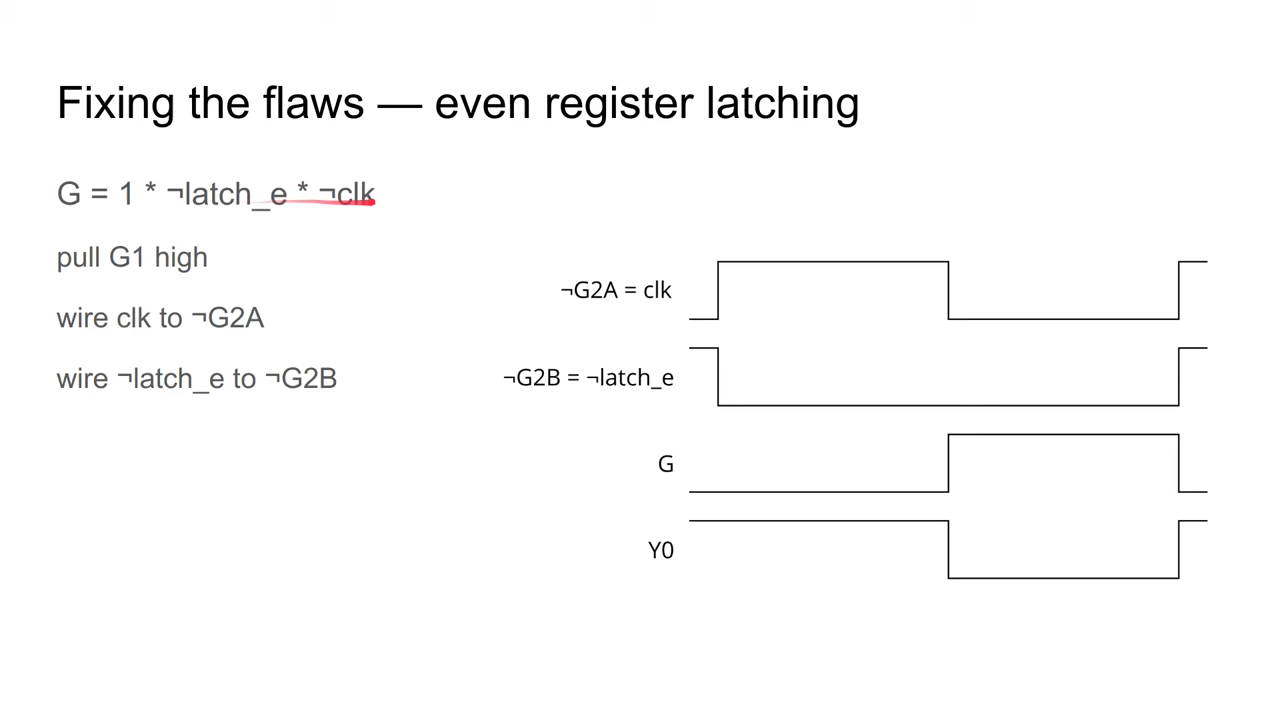 Fixing the flaws — even register latching
G = 1 * ¬latch_e * ¬clk
pull G1 high
wire clk to ¬G2A
wire ¬latch_e to ¬G2B
¬G2A = clk
¬G2B = ¬latch_e
G
Y0